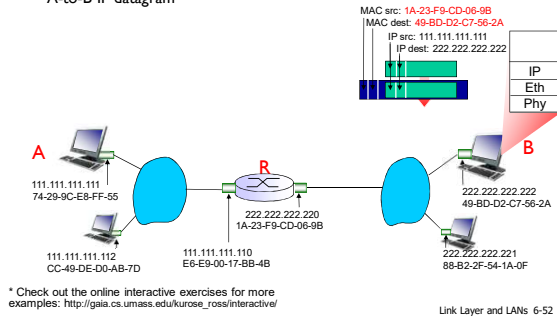 A-to-B IP datagram
MAC src: 1A-23-F9-CD-06-9B
MAC dest: 49-BD-D2-C7-56-2A
IP src: 111.111.111.111
IP dest: 222.222.222.222
IP
Eth
Phy
A
R
B
111.111.111.111
74-29-9C-E8-FF-55
222.222.222.222
49-BD-D2-C7-56-2A
222.222.222.220
1A-23-F9-CD-06-9B
111.111.111.112
CC-49-DE-D0-AB-7D
111.111.111.110
E6-E9-00-17-BB-4B
222.222.222.221
88-B2-2F-54-1A-0F
* Check out the online interactive exercises for more
examples: http://gaia.cs.umass.edu/kurose_ross/interactive/
Link Layer and LANs 6-52